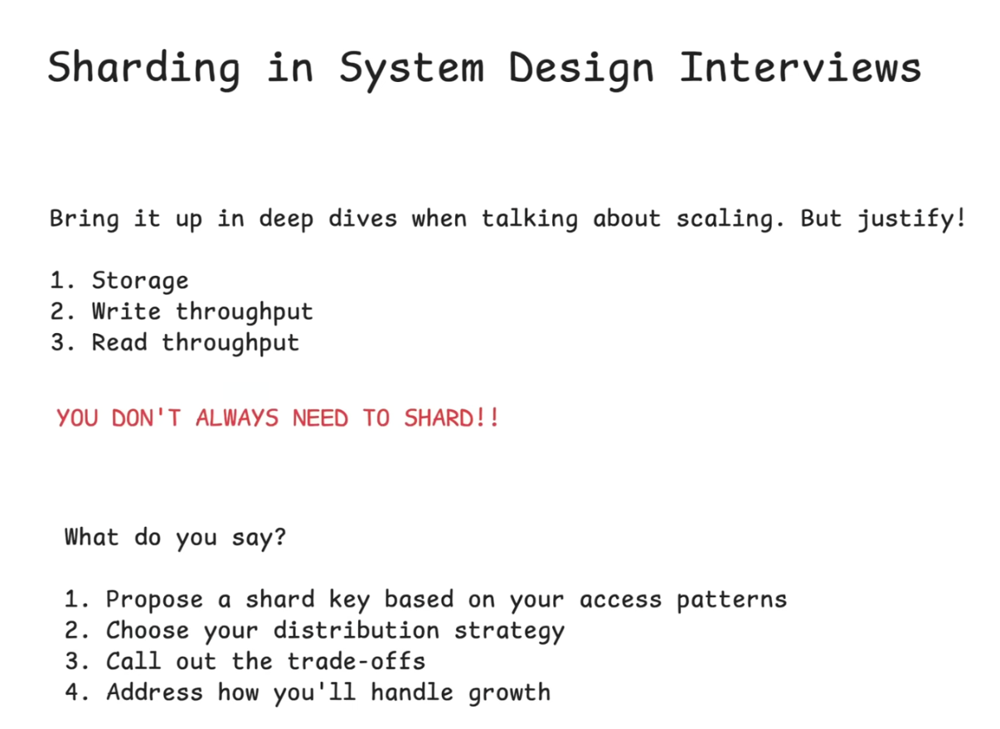 Sharding in System Design Interviews
Bring it up in deep dives when talking about scaling. But justify!
1. Storage
2. Write throughput
3. Read throughput
YOU DON'T ALWAYS NEED TO SHARD!!
What do you say?
1. Propose a shard key based on your access patterns
2. Choose your distribution strategy
3. Call out the trade-offs
4. Address how you'll handle growth